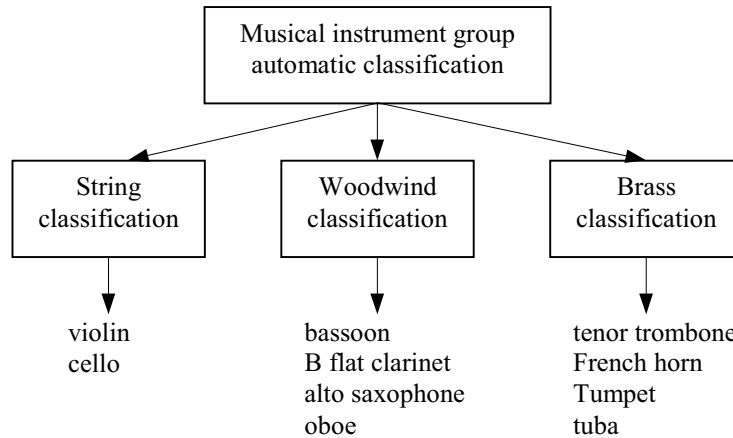 Musical instrument group
automatic classification
String
classification
Woodwind
classification
Brass
classification
violin
cello
bassoon
B flat clarinet
alto saxophone
oboe
tenor trombone
French horn
Tumpet
tuba